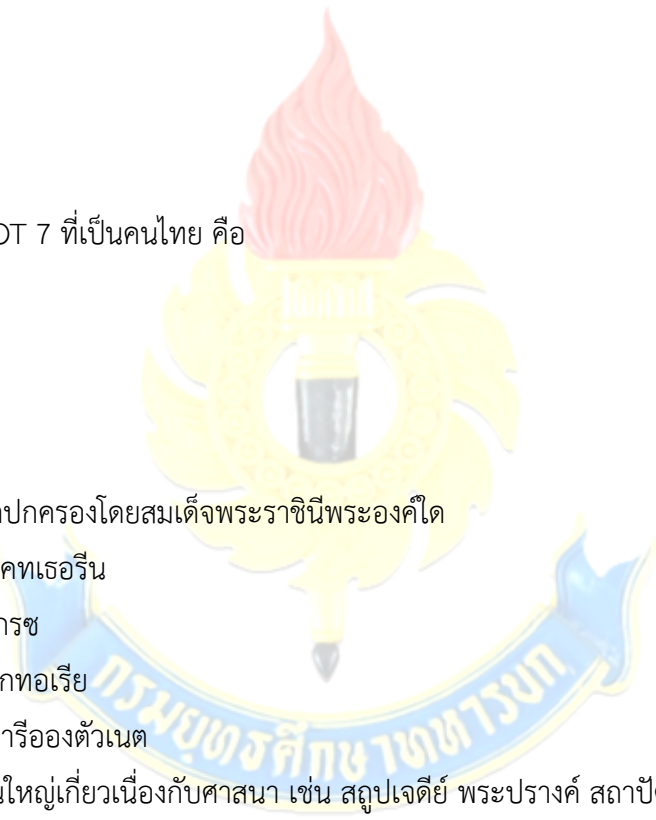 OT 7 ที่เป็นคนไทย คือ
ปกครองโดยสมเด็จพระราชินีพระองค์ใด
คทเธอรีน
กรซ
กทอเรีย
ารีอองตัวเนต
นใหญ่เกี่ยวเนื่องกับศาสนา เช่น สถูปเจดีย์ พระปรางค์ สถาปั
กรมยุทธศึกษาทหารบก